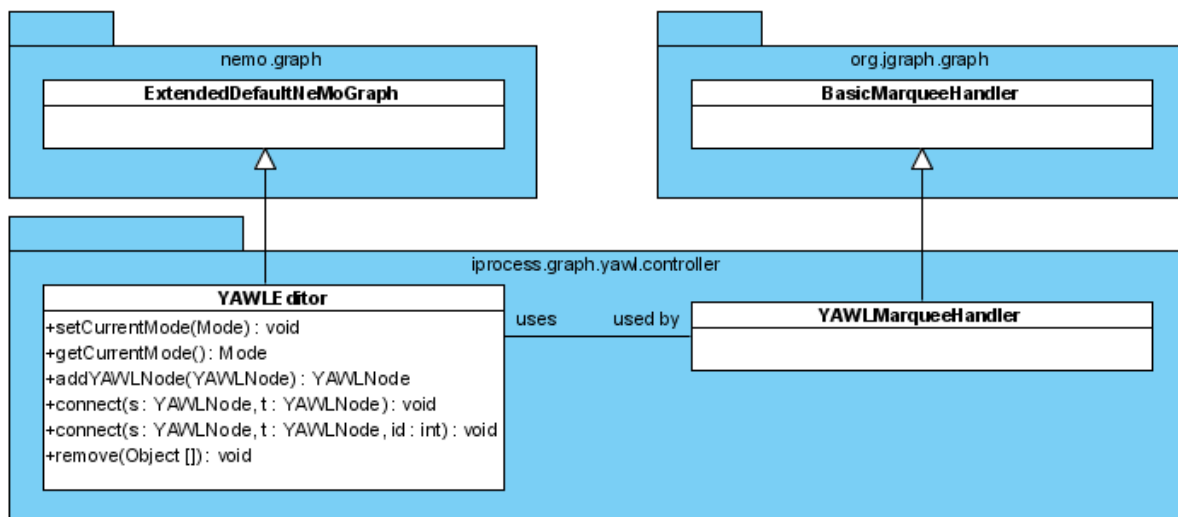 nemo.graph
ExtendedDefaultNeMoGraph
org.jgraph.graph
BasicMarqueeHandler
iprocess.graph.yawl.controller
YAWLEditor
+setCurrentMode(Mode) : void
+getCurrentMode() : Mode
+addYAWLNode(YAWLNode) : YAWLNode
+connect(s : YAWLNode, t : YAWLNode) : void
+connect(s : YAWLNode, t : YAWLNode, id : int) : void
+remove(Object []) : void
uses used by
YAWLMarqueeHandler